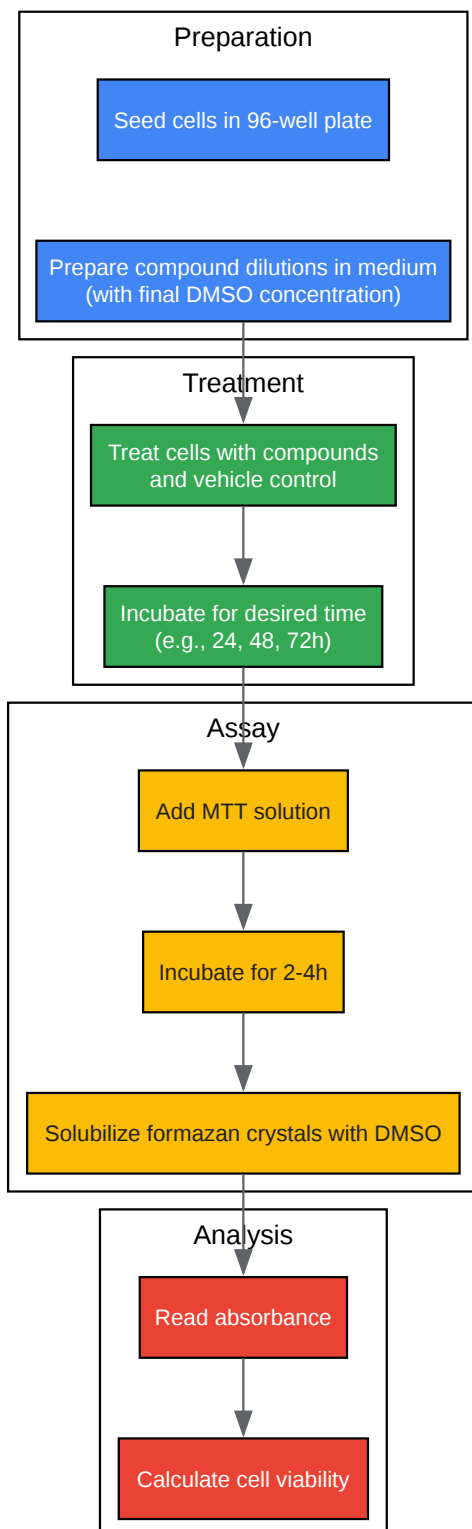 Preparation
Seed cells in 96-well plate
Prepare compound dilutions in medium
(with final DMSO concentration)
Treatment
Treat cells with compounds
and vehicle control
Incubate for desired time
(e.g., 24, 48, 72h)
Assay
Add MTT solution
Incubate for 2-4h
Solubilize formazan crystals with DMSO
Analysis
Read absorbance
Calculate cell viability